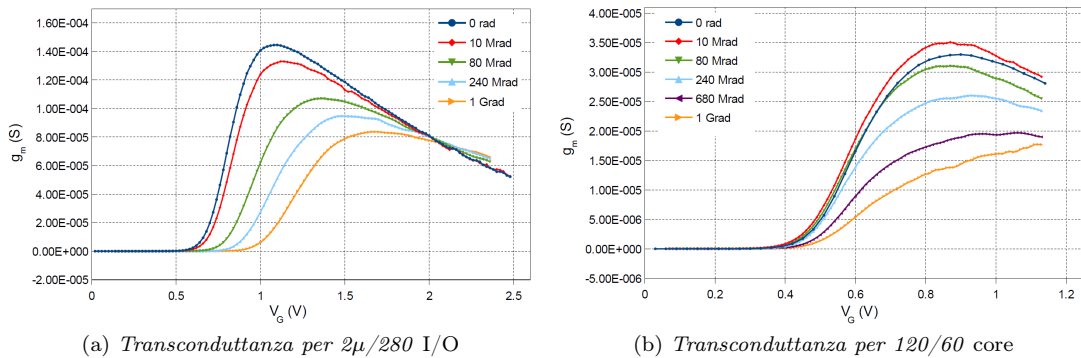 1.60E-004
1.40E-004
1.20E-004
1.00E-004
8.00E-005
6.00E-005
4.00E-005
2.00E-005
0.00E+000
-2.00E-005
g_m (S)
0
0.5
1
1.5
2
2.5
V_G (V)
0 rad
10 Mrad
80 Mrad
240 Mrad
1 Grad
(a) Transconduttanza per 2μ/280 I/O
4.00E-005
3.50E-005
3.00E-005
2.50E-005
2.00E-005
1.50E-005
1.00E-005
5.00E-006
0.00E+000
-5.00E-006
g_m (S)
0
0.2
0.4
0.6
0.8
1
1.2
V_G (V)
0 rad
10 Mrad
80 Mrad
240 Mrad
680 Mrad
1 Grad
(b) Transconduttanza per 120/60 core